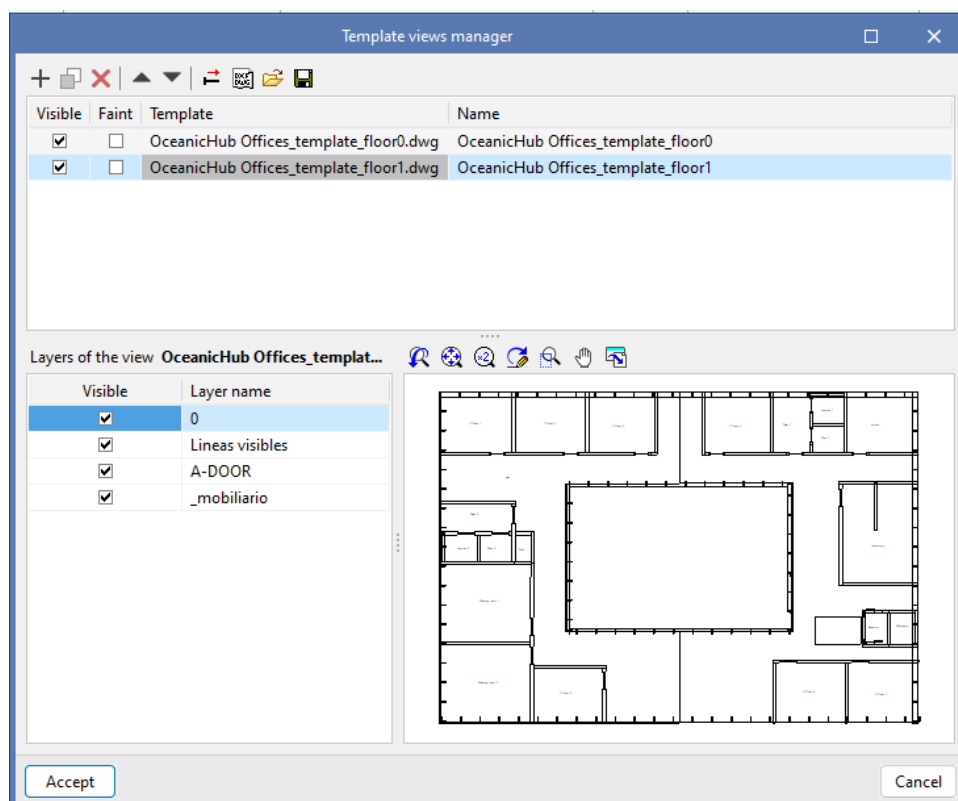 Template views manager
Visible Faint Template Name
OceanicHub Offices_template_floor0.dwg OceanicHub Offices_template_floor0
OceanicHub Offices_template_floor1.dwg OceanicHub Offices_template_floor1
Layers of the view OceanicHub Offices_templat...
Visible Layer name
0
Lineas visibles
A-DOOR
_mobiliario
Accept Cancel